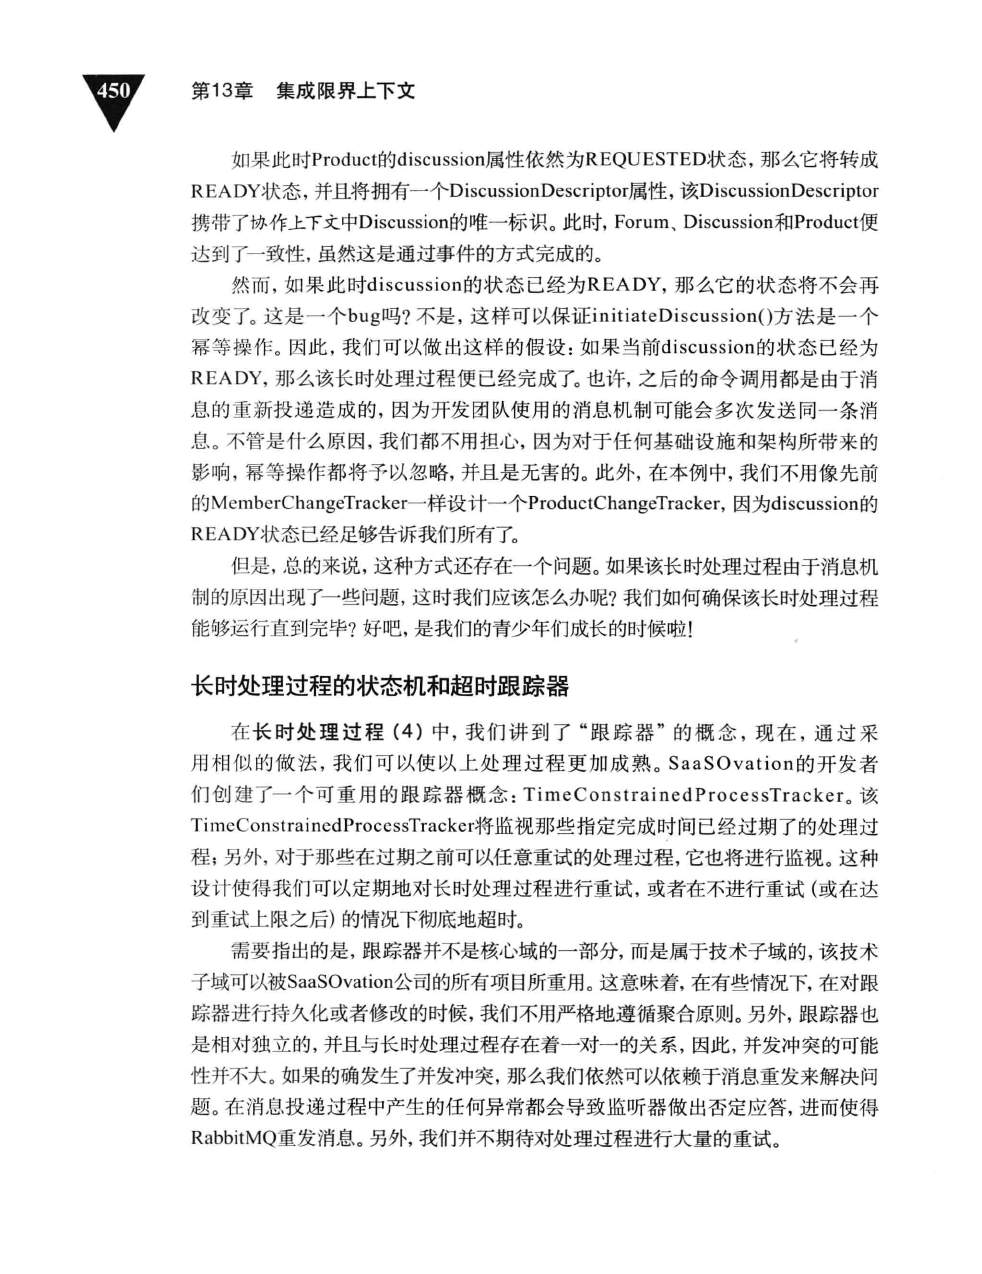 450
第13章 集成限界上下文
如果此时Product的discussion属性依然为REQUESTED状态，那么它将转成
READY状态，并且将拥有一个DiscussionDescriptor属性，该DiscussionDescriptor
携带了协作上下文中Discussion的唯一标识。此时，Forum、Discussion和Product便
达到了一致性，虽然这是通过事件的方式完成的。
然而，如果此时discussion的状态已经为READY，那么它的状态将不会再
改变了。这是一个bug吗？不是，这样可以保证initiateDiscussion()方法是一个
幂等操作。因此，我们可以做出这样的假设：如果当前discussion的状态已经为
READY，那么该长时处理过程便已经完成了。也许，之后的命令调用都是由于消
息的重新投递造成的，因为开发团队使用的消息机制可能会多次发送同一条消
息。不管是什么原因，我们都不用担心，因为对于任何基础设施和架构所带来的
影响，幂等操作都将予以忽略，并且是无害的。此外，在本例中，我们不用像先前
的MemberChangeTracker一样设计一个ProductChangeTracker，因为discussion的
READY状态已经足够告诉我们所有了。
但是，总的来说，这种方式还存在一个问题。如果该长时处理过程由于消息机
制的原因出现了一些问题，这时我们应该怎么办呢？我们如何确保该长时处理过程
能够运行直到完毕？好吧，是我们的青少年们成长的时候啦！
长时处理过程的状态机和超时跟踪器
在长时处理过程（4）中，我们讲到了“跟踪器”的概念，现在，通过采
用相似的做法，我们可以使以上处理过程更加成熟。SaaSOvation的开发者
们创建了一个可重用的跟踪器概念：TimeConstrainedProcessTracker。该
TimeConstrainedProcessTracker将监视那些指定完成时间已经过期了的处理过
程；另外，对于那些在过期之前可以任意重试的处理过程，它也将进行监视。这种
设计使得我们可以定期地对长时处理过程进行重试，或者在不进行重试（或在达
到重试上限之后）的情况下彻底地超时。
需要指出的是，跟踪器并不是核心域的一部分，而是属于技术子域的，该技术
子域可以被SaaSOvation公司的所有项目所重用。这意味着，在有些情况下，在对跟
踪器进行持久化或者修改的时候，我们不用严格地遵循聚合原则。另外，跟踪器也
是相对独立的，并且与长时处理过程存在着一对一的关系，因此，并发冲突的可能
性并不大。如果的确发生了并发冲突，那么我们依然可以依赖于消息重发来解决问
题。在消息投递过程中产生的任何异常都会导致监听器做出否定应答，进而使得
RabbitMQ重发消息。另外，我们并不期待对处理过程进行大量的重试。